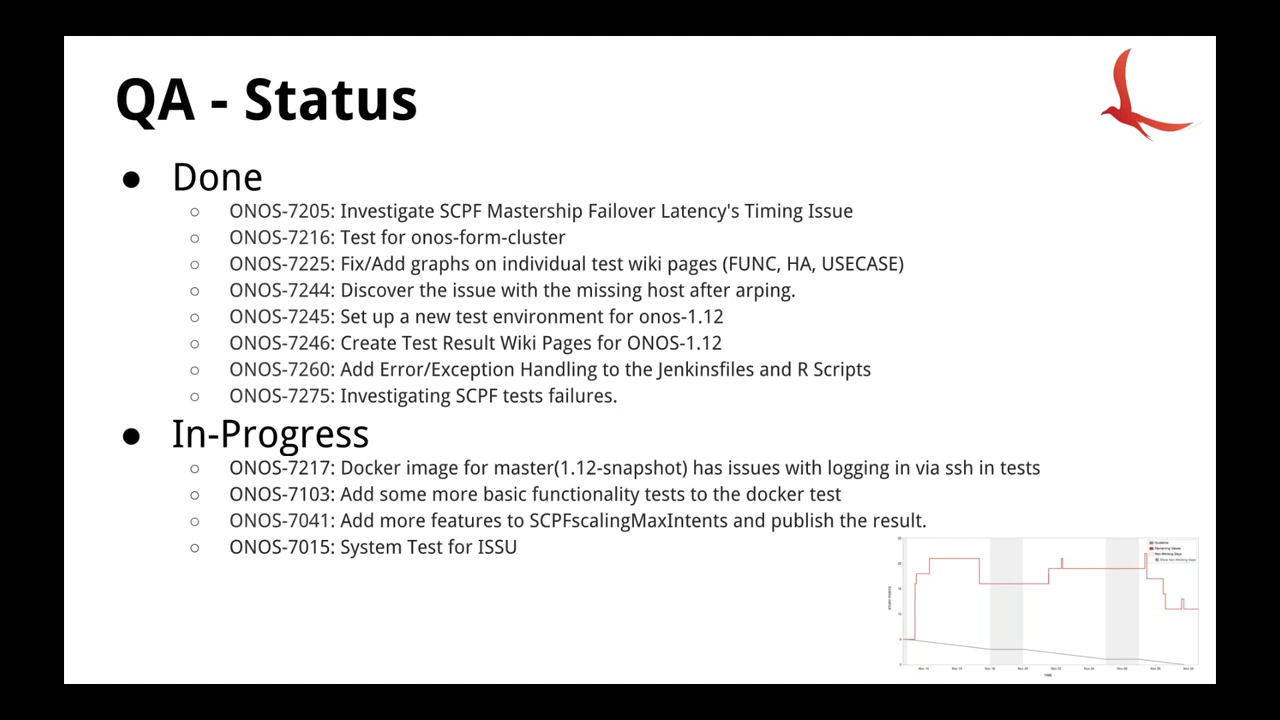 QA - Status
● Done
○ ONOS-7205: Investigate SCPF Mastership Failover Latency's Timing Issue
○ ONOS-7216: Test for onos-form-cluster
○ ONOS-7225: Fix/Add graphs on individual test wiki pages (FUNC, HA, USECASE)
○ ONOS-7244: Discover the issue with the missing host after arping.
○ ONOS-7245: Set up a new test environment for onos-1.12
○ ONOS-7246: Create Test Result Wiki Pages for ONOS-1.12
○ ONOS-7260: Add Error/Exception Handling to the Jenkinsfiles and R Scripts
○ ONOS-7275: Investigating SCPF tests failures.
● In-Progress
○ ONOS-7217: Docker image for master(1.12-snapshot) has issues with logging in via ssh in tests
○ ONOS-7103: Add some more basic functionality tests to the docker test
○ ONOS-7041: Add more features to SCPFscalingMaxIntents and publish the result.
○ ONOS-7015: System Test for ISSU
Guideline
Remaining Values
Non-Working Days